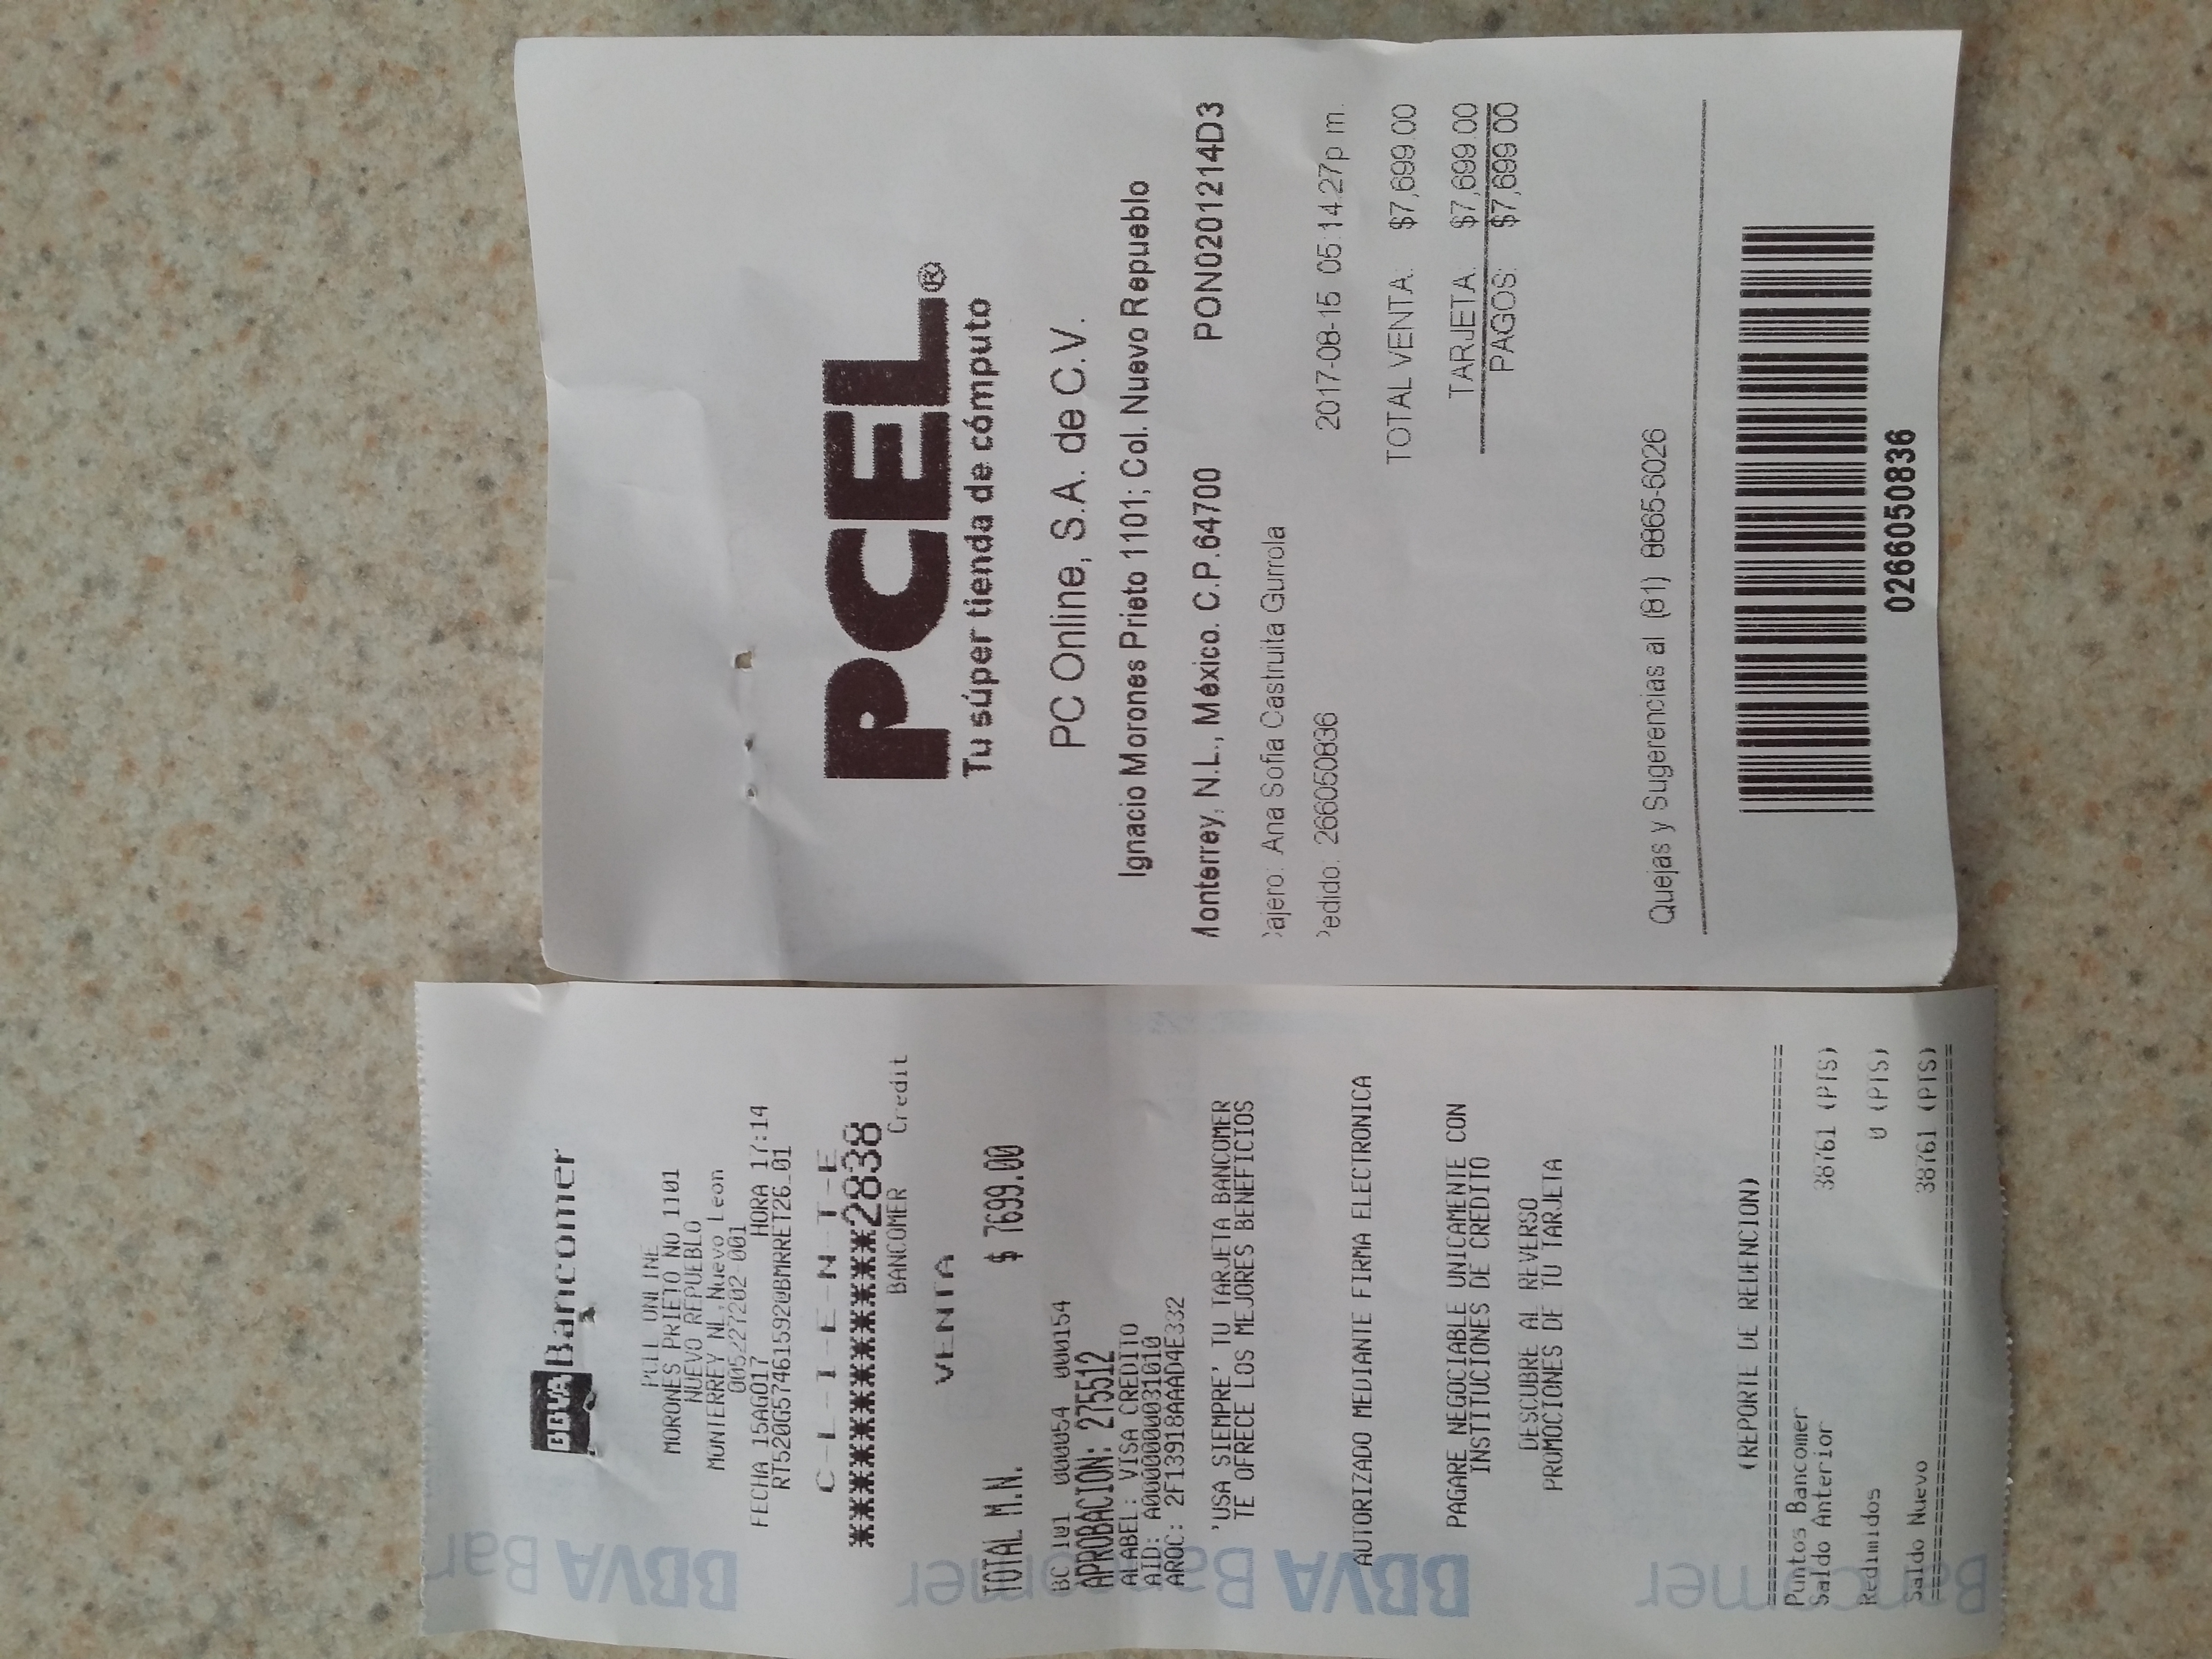 BBVA Bancomer
PCEL ONLINE
MORONES PRIETO NO 1101
NUEVO REPUEBLO
MONTERREY NL,Nuevo Leon
005227202-001
FECHA 15AGO17 HORA 17:14
RT520G57461592@BMRRET26_01
C-L-I-E-N-T-E
************2838
BANCOMER Credit
VENTA
TOTAL M.N. $ 7699.00
BC 1@1 000054 000154
APROBACION: 275512
ALABEL: VISA CREDITO
AID: A0000000031010
ARQC: 2F13918AAAD4E332
'USA SIEMPRE' TU TARJETA BANCOMER
TE OFRECE LOS MEJORES BENEFICIOS
AUTORIZADO MEDIANTE FIRMA ELECTRONICA
PAGARE NEGOCIABLE UNICAMENTE CON
INSTITUCIONES DE CREDITO
DESCUBRE AL REVERSO
PROMOCIONES DE TU TARJETA
(REPORTE DE REDENCION)
Puntos Bancomer
Saldo Anterior 38761 (PTS)
Redimidos 0 (PTS)
Saldo Nuevo 38761 (PTS)
BBVA Ban
BBVA Bancomer
Bancomer
PCEL®
Tu súper tienda de cómputo
PC Online, S.A. de C.V.
Ignacio Morones Prieto 1101; Col. Nuevo Repueblo
Monterrey, N.L., México. C.P.64700 PON0201214D3
Cajero: Ana Sofia Castruita Gurrola
Pedido: 266050836 2017-08-15 05:14:27p.m.
TOTAL VENTA: $7,699.00
TARJETA: $7,699.00
PAGOS: $7,699.00
Quejas y Sugerencias al (81) 8865-6026
0266050836